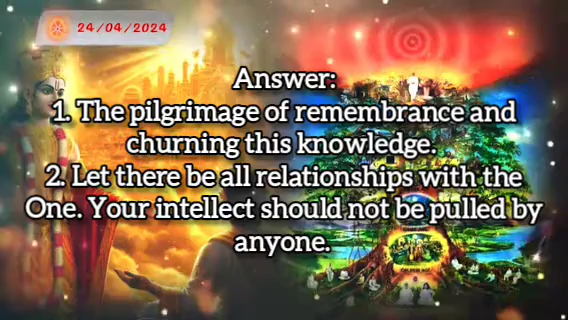 24/04/2024
Answer:
1. The pilgrimage of remembrance and
churning this knowledge.
2. Let there be all relationships with the
One. Your intellect should not be pulled by
anyone.